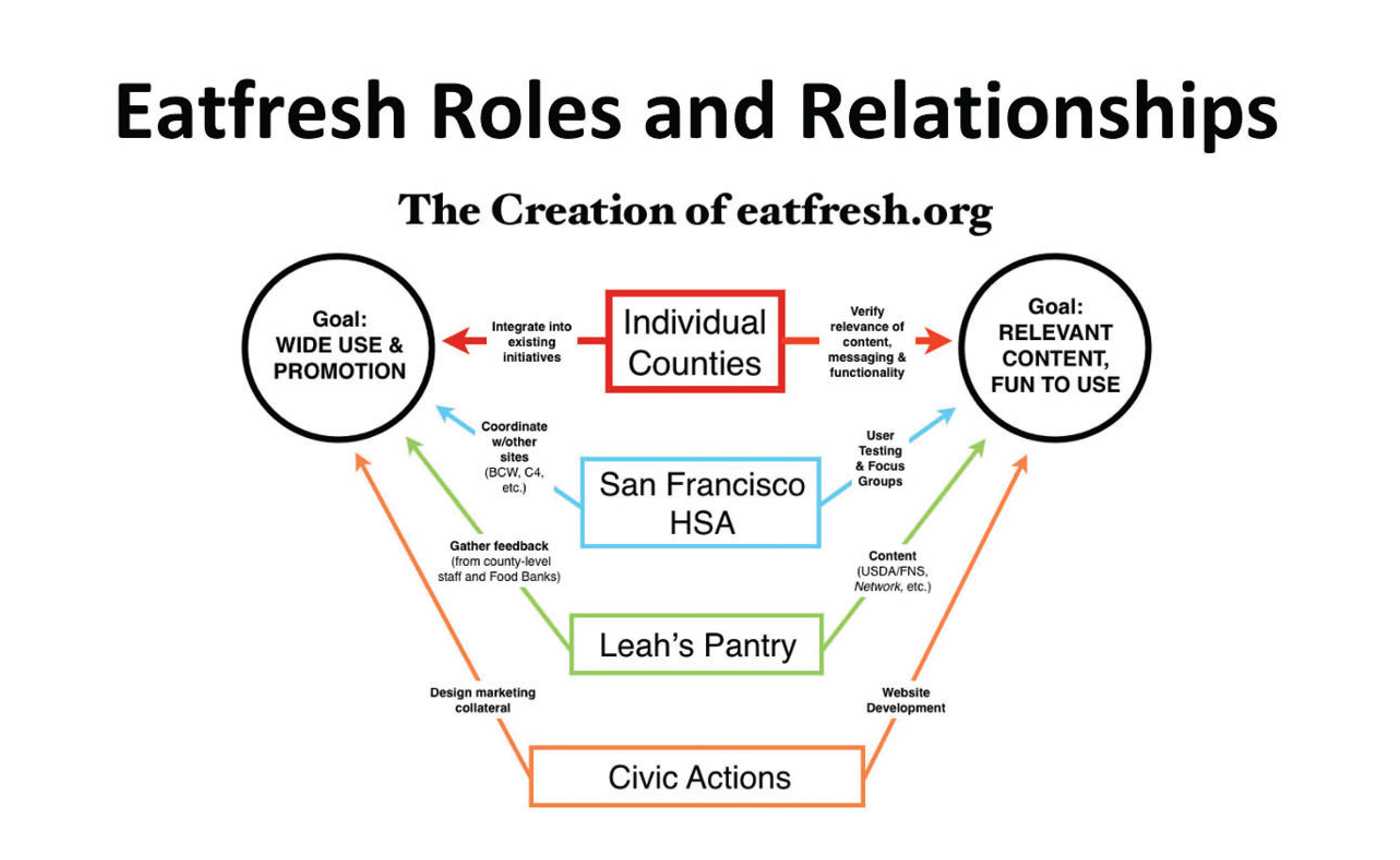 Eatfresh Roles and Relationships
The Creation of eatfresh.org
Goal:
WIDE USE &
PROMOTION
Integrate into
existing
initiatives
Individual
Counties
Verify
relevance of
content,
messaging &
functionality
Goal:
RELEVANT
CONTENT,
FUN TO USE
Coordinate
w/other
sites
(BCW, C4,
etc.)
San Francisco
HSA
User
Testing
& Focus
Groups
Gather feedback
(from county-level
staff and Food Banks)
Leah’s Pantry
Content
(USDA/FNS,
Network, etc.)
Design marketing
collateral
Civic Actions
Website
Development